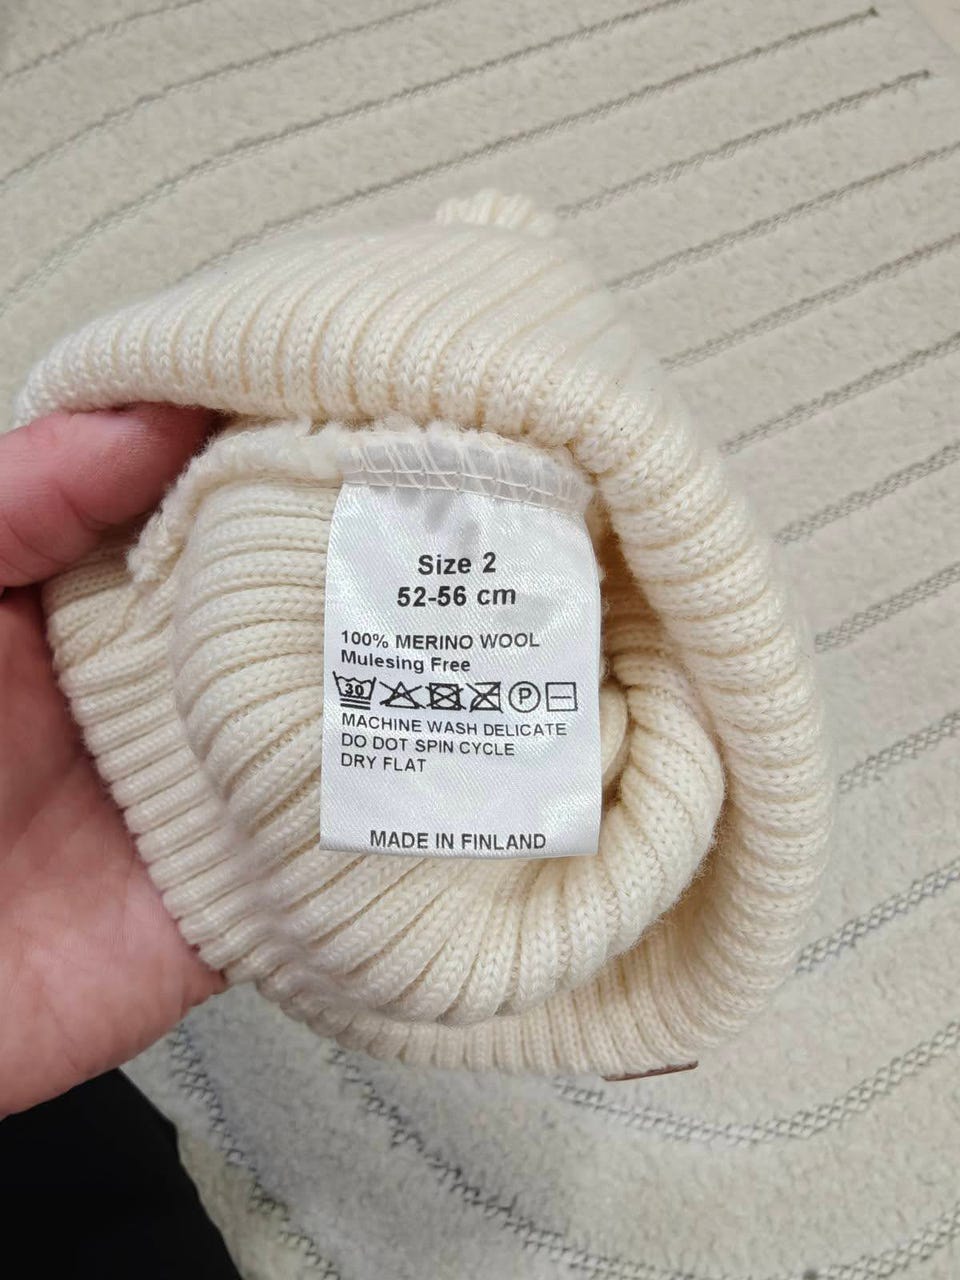 Size 2
52-56 cm
100% MERINO WOOL
Mulesing Free
30 P
MACHINE WASH DELICATE
DO DOT SPIN CYCLE
DRY FLAT
MADE IN FINLAND